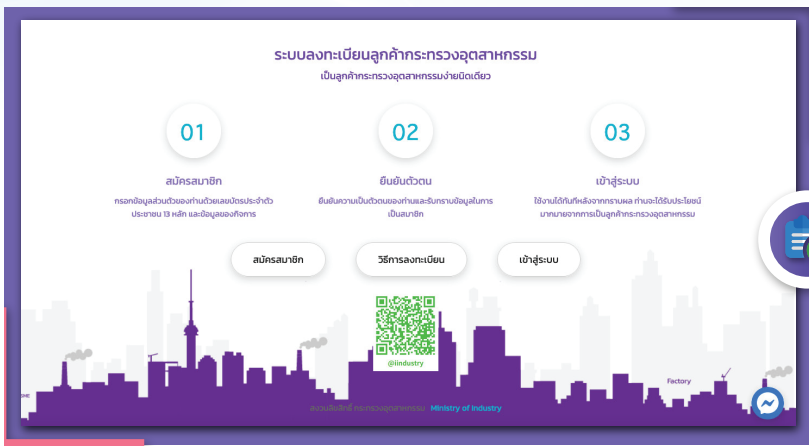 ระบบลงทะเบียนลูกค้ากระทรวงอุตสาหกรรม
เป็นลูกค้ากระทรวงอุตสาหกรรมง่ายนิดเดียว
01
02
03
สมัครสมาชิก
ยืนยันตัวตน
เข้าสู่ระบบ
กรอกข้อมูลส่วนตัวของท่านด้วยเลขบัตรประจำตัว
ประชาชน 13 หลัก และข้อมูลของกิจการ
ยืนยันความเป็นตัวตนของท่านและรับทราบข้อมูลในการ
เป็นสมาชิก
ใช้งานได้ทันทีหลังจากทราบผล ท่านจะได้รับประโยชน์
มากมายจากการเป็นลูกค้ากระทรวงอุตสาหกรรม
สมัครสมาชิก
วิธีการลงทะเบียน
เข้าสู่ระบบ
@iindustry
Factory
สงวนลิขสิทธิ์ กระทรวงอุตสาหกรรม Ministry of Industry